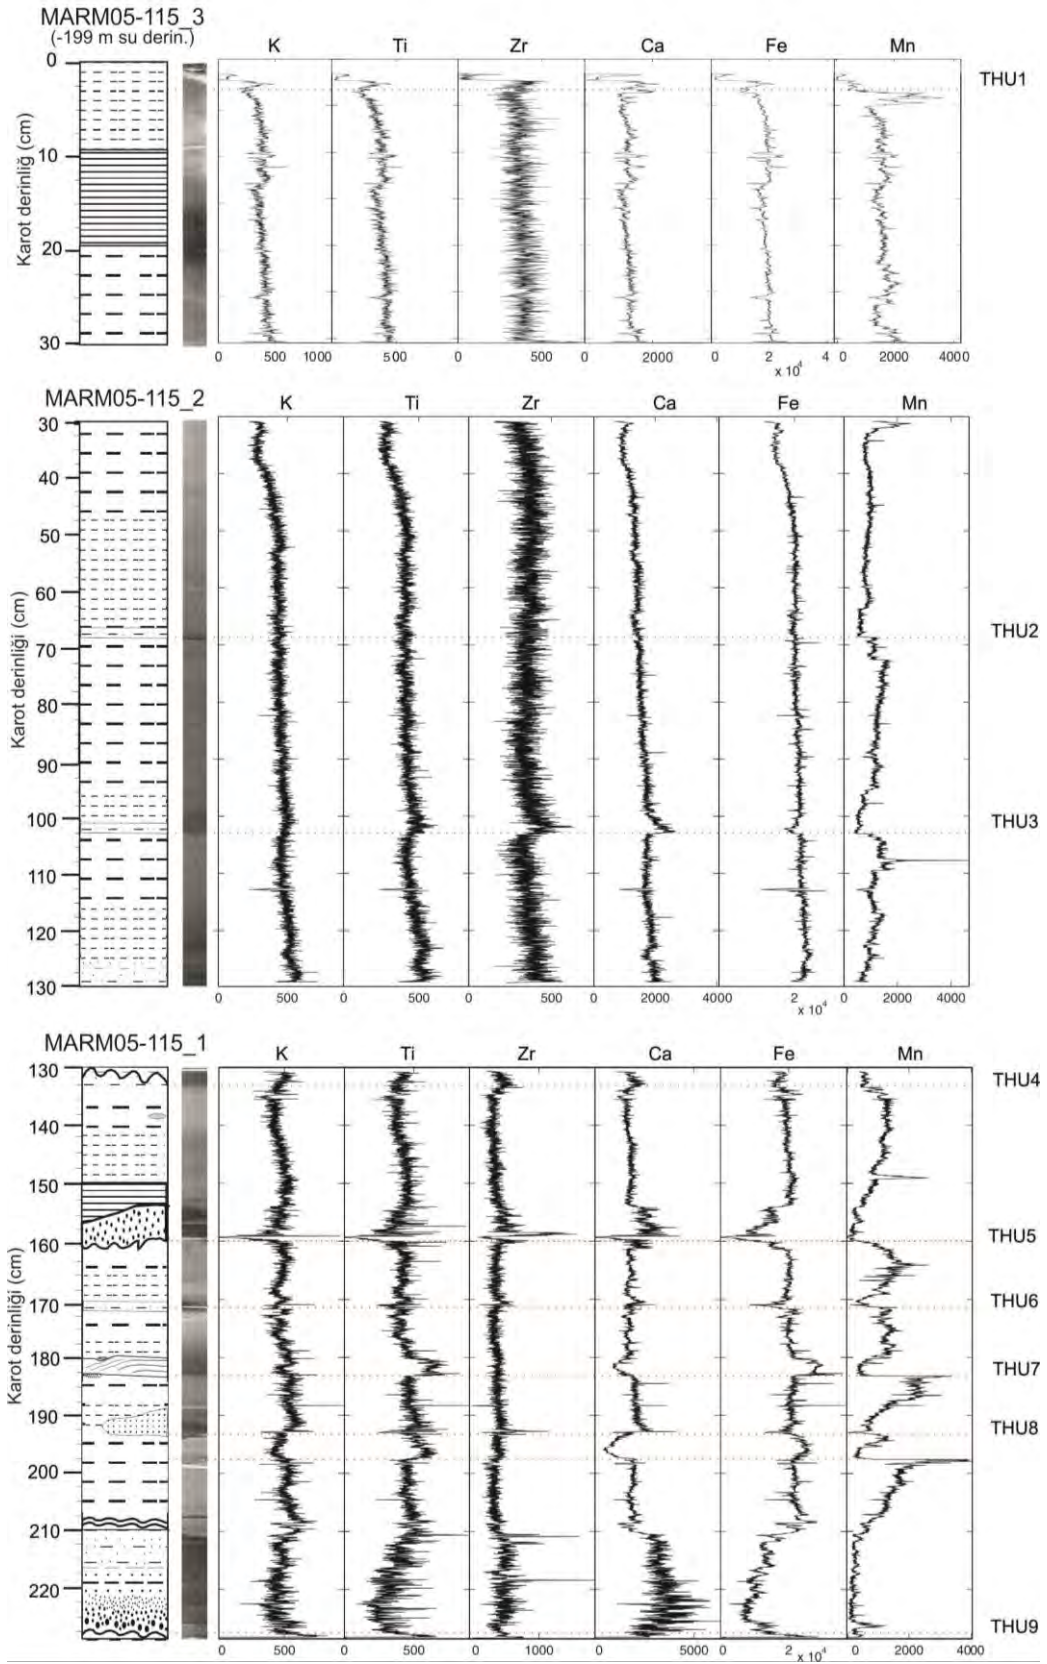 MARM05-115_3
(-199 m su derin.)
K Ti Zr Ca Fe Mn
0
THU1
10
20
30
Karot derinliğ (cm)
0 500 1000 0 500 0 500 0 2000 0 2 4 0 2000 4000
x 10⁴
MARM05-115_2
K Ti Zr Ca Fe Mn
30
40
50
60
THU2
70
80
90
100
THU3
110
120
130
Karot derinliği (cm)
0 500 0 500 0 500 0 2000 4000 2 0 2000 4000
x 10⁴
MARM05-115_1
K Ti Zr Ca Fe Mn
130
THU4
140
150
THU5
160
170
THU6
180
THU7
190
THU8
200
210
220
THU9
Karot derinliği (cm)
0 500 0 500 0 1000 0 5000 0 2 0 2000 4000
x 10⁴